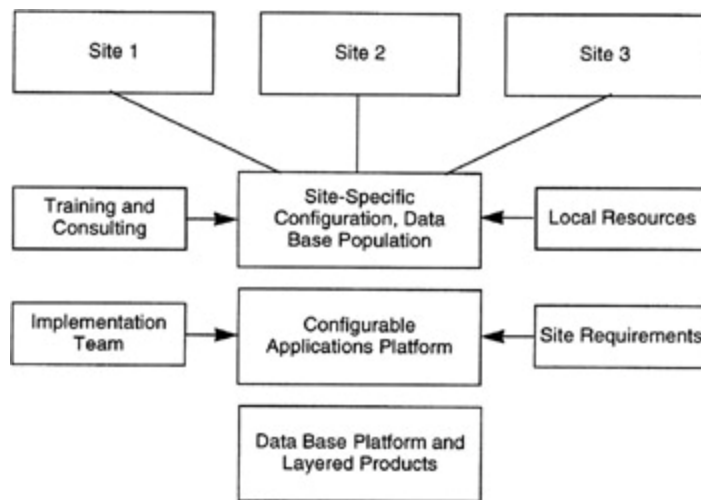 Site 1
Site 2
Site 3
Training and
Consulting
Site-Specific
Configuration, Data
Base Population
Local Resources
Implementation
Team
Configurable
Applications Platform
Site Requirements
Data Base Platform and
Layered Products